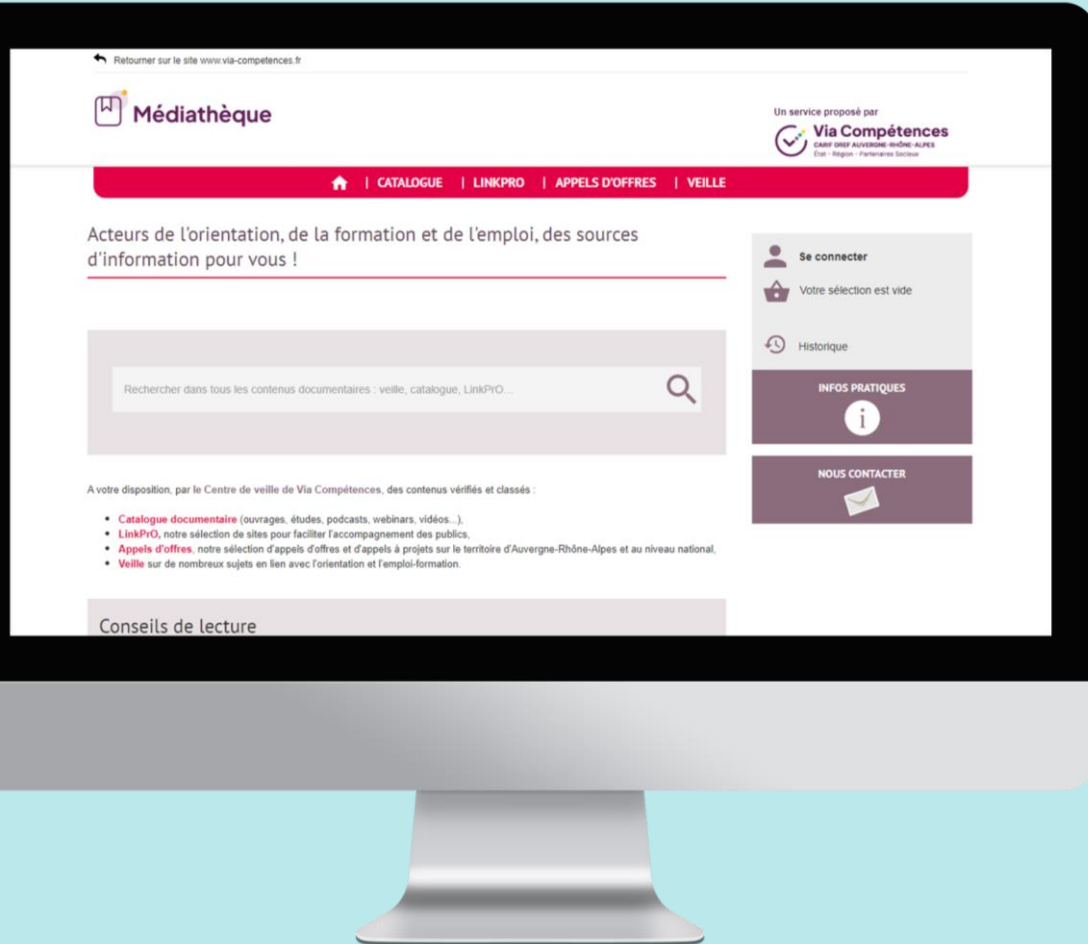 Retourner sur le site www.via-competences.fr
Médiathèque
Un service proposé par
Via Compétences
CARIF OREF AUVERGNE-RHÔNE-ALPES
État - Région - Partenaires Sociaux
| CATALOGUE | LINKPRO | APPELS D'OFFRES | VEILLE
Acteurs de l'orientation, de la formation et de l'emploi, des sources
d'information pour vous !
Se connecter
Votre sélection est vide
Historique
Rechercher dans tous les contenus documentaires : veille, catalogue, LinkPrO...
INFOS PRATIQUES
i
NOUS CONTACTER
A votre disposition, par le Centre de veille de Via Compétences, des contenus vérifiés et classés :
• Catalogue documentaire (ouvrages, études, podcasts, webinars, vidéos...),
• LinkPrO, notre sélection de sites pour faciliter l'accompagnement des publics,
• Appels d'offres, notre sélection d'appels d'offres et d'appels à projets sur le territoire d'Auvergne-Rhône-Alpes et au niveau national,
• Veille sur de nombreux sujets en lien avec l'orientation et l'emploi-formation.
Conseils de lecture